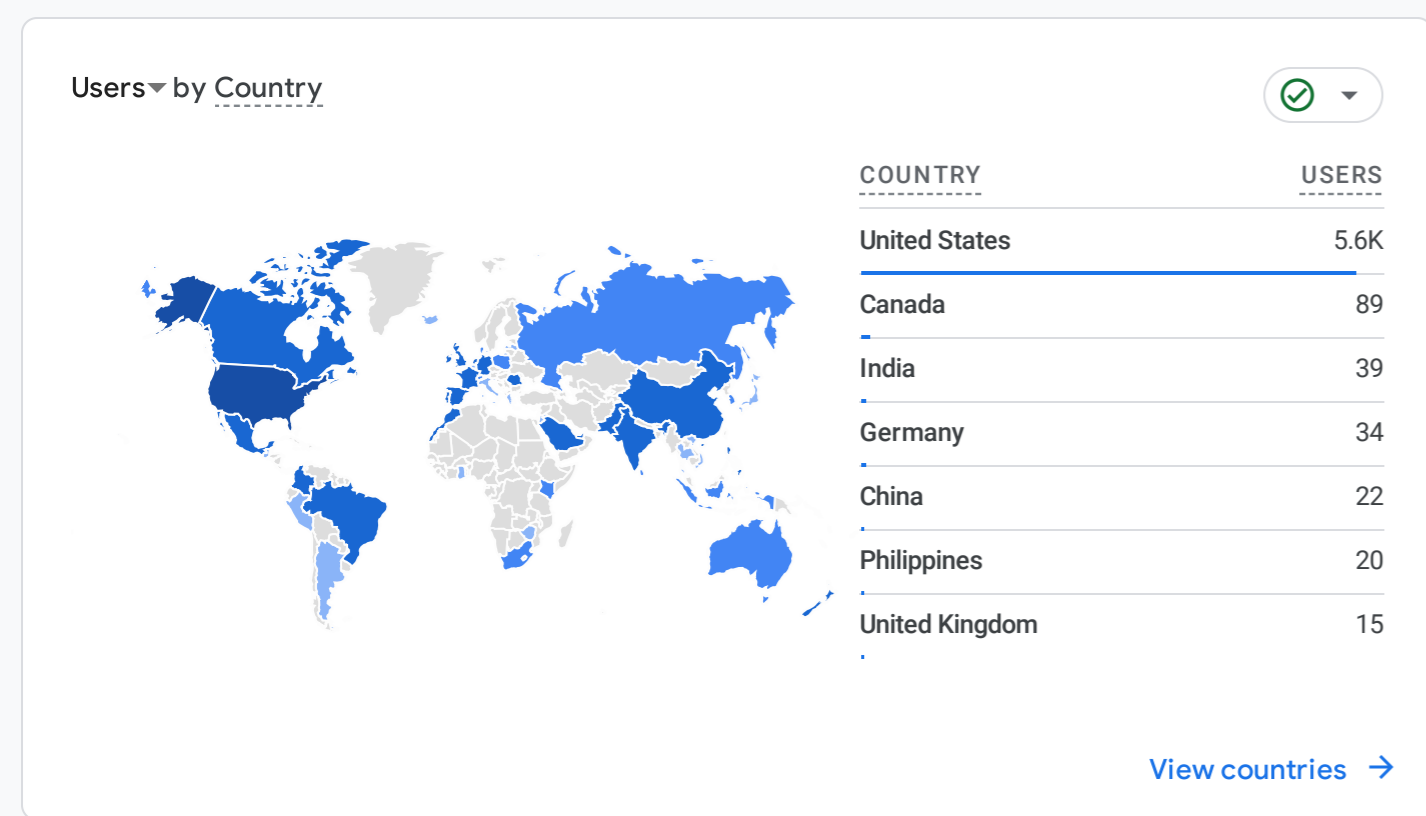 Users by Country
COUNTRY USERS
United States 5.6K
Canada 89
India 39
Germany 34
China 22
Philippines 20
United Kingdom 15
View countries